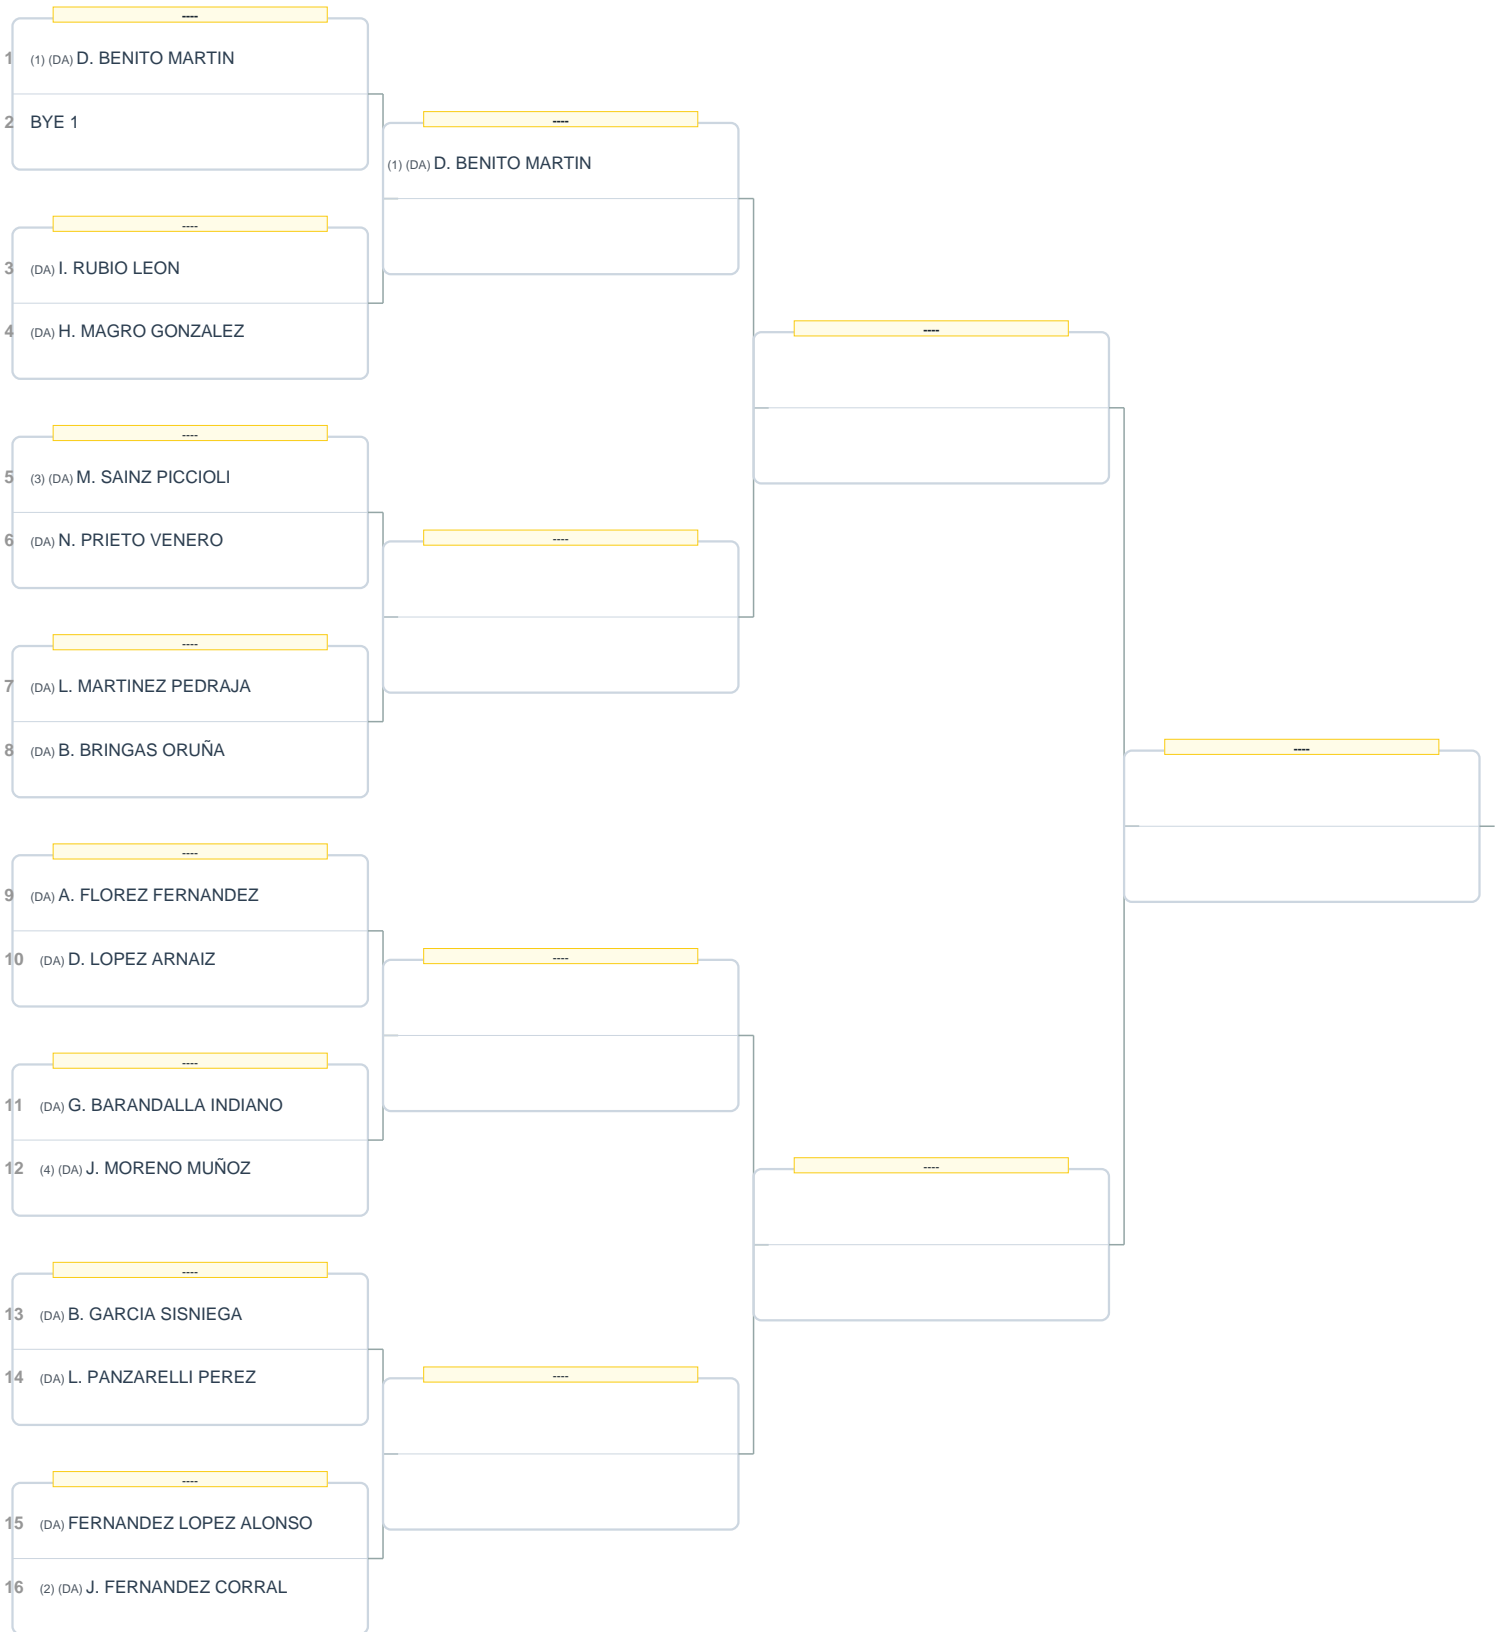 ----
1 (1) (DA) D. BENITO MARTIN
2 BYE 1
----
3 (DA) I. RUBIO LEON
4 (DA) H. MAGRO GONZALEZ
----
5 (3) (DA) M. SAINZ PICCIOLI
6 (DA) N. PRIETO VENERO
----
7 (DA) L. MARTINEZ PEDRAJA
8 (DA) B. BRINGAS ORUÑA
----
9 (DA) A. FLOREZ FERNANDEZ
10 (DA) D. LOPEZ ARNAIZ
----
11 (DA) G. BARANDALLA INDIANO
12 (4) (DA) J. MORENO MUÑOZ
----
13 (DA) B. GARCIA SISNIEGA
14 (DA) L. PANZARELLI PEREZ
----
15 (DA) FERNANDEZ LOPEZ ALONSO
16 (2) (DA) J. FERNANDEZ CORRAL
----
(1) (DA) D. BENITO MARTIN
----
----
----
----
----
----